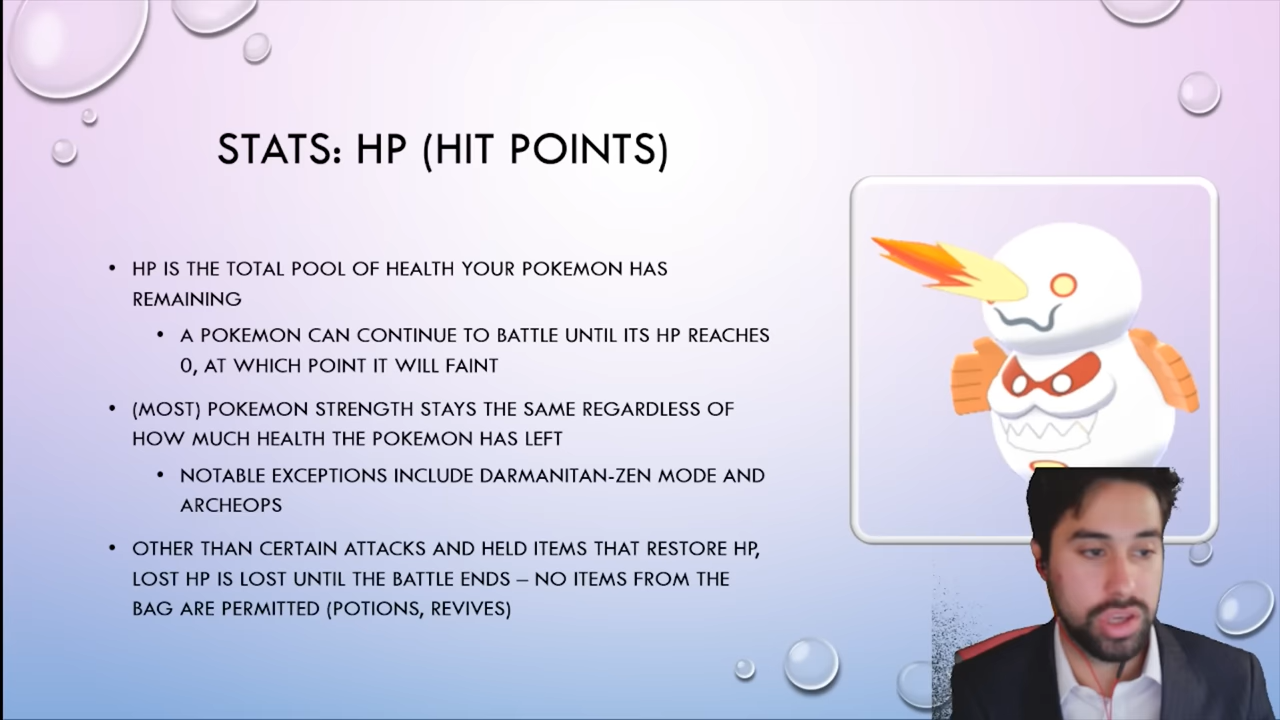 STATS: HP (HIT POINTS)
• HP IS THE TOTAL POOL OF HEALTH YOUR POKEMON HAS
REMAINING
• A POKEMON CAN CONTINUE TO BATTLE UNTIL ITS HP REACHES
0, AT WHICH POINT IT WILL FAINT
• (MOST) POKEMON STRENGTH STAYS THE SAME REGARDLESS OF
HOW MUCH HEALTH THE POKEMON HAS LEFT
• NOTABLE EXCEPTIONS INCLUDE DARMANITAN-ZEN MODE AND
ARCHEOPS
• OTHER THAN CERTAIN ATTACKS AND HELD ITEMS THAT RESTORE HP,
LOST HP IS LOST UNTIL THE BATTLE ENDS – NO ITEMS FROM THE
BAG ARE PERMITTED (POTIONS, REVIVES)